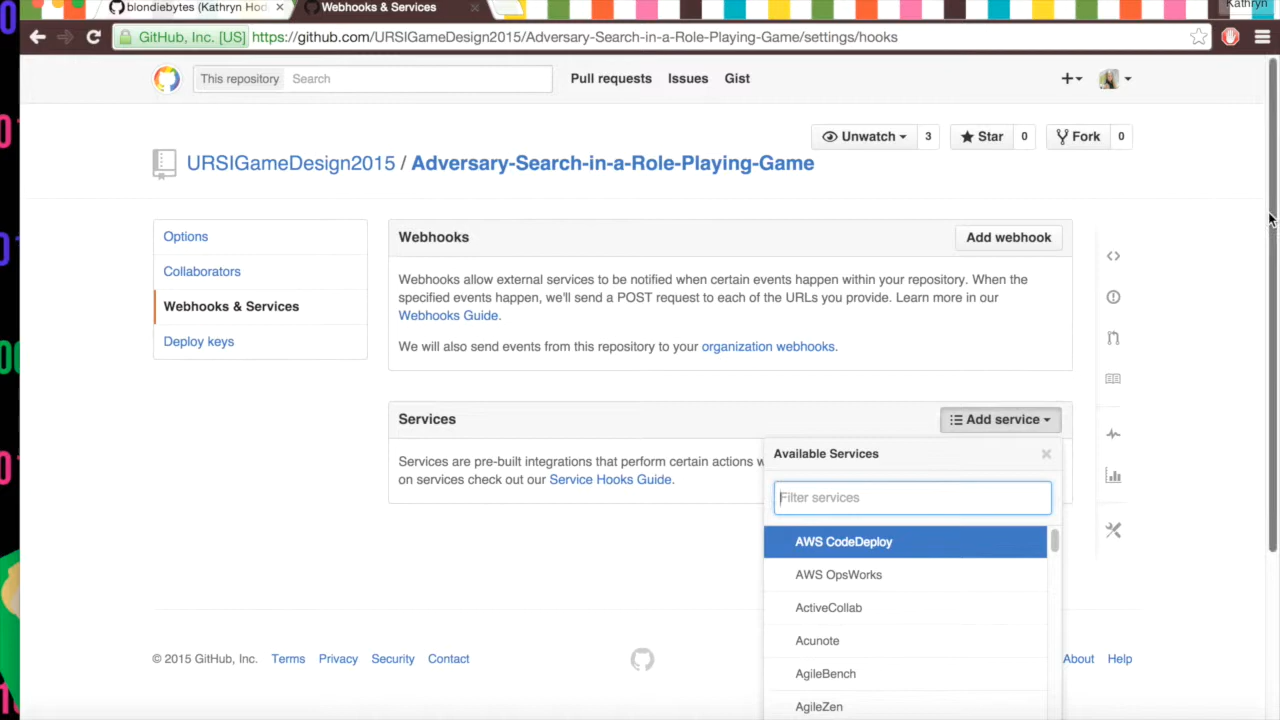 blondiebytes (Kathryn Hod
Webhooks & Services
Kathryn
GitHub, Inc. [US] https://github.com/URSIGameDesign2015/Adversary-Search-in-a-Role-Playing-Game/settings/hooks
This repository Search Pull requests Issues Gist
Unwatch 3 Star 0 Fork 0
URSIGameDesign2015 / Adversary-Search-in-a-Role-Playing-Game
Options
Collaborators
Webhooks & Services
Deploy keys
Webhooks
Add webhook
Webhooks allow external services to be notified when certain events happen within your repository. When the
specified events happen, we'll send a POST request to each of the URLs you provide. Learn more in our
Webhooks Guide.
We will also send events from this repository to your organization webhooks.
Services
Add service
Services are pre-built integrations that perform certain actions w
on services check out our Service Hooks Guide.
Available Services
Filter services
AWS CodeDeploy
AWS OpsWorks
ActiveCollab
Acunote
AgileBench
AgileZen
© 2015 GitHub, Inc. Terms Privacy Security Contact
About Help